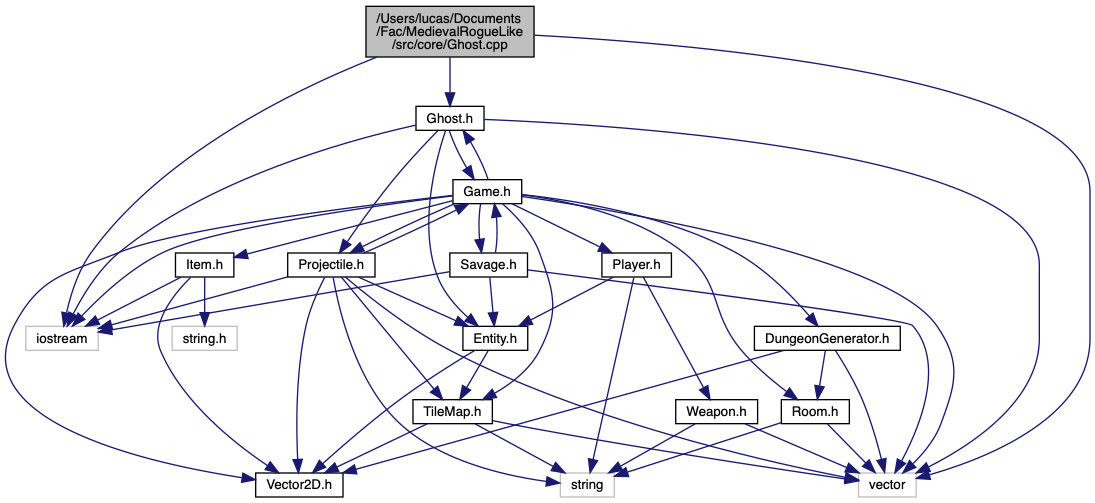 /Users/lucas/Documents
/Fac/MedievalRogueLike
/src/core/Ghost.cpp
Ghost.h
Game.h
Item.h
Projectile.h
Savage.h
Player.h
iostream
string.h
Entity.h
DungeonGenerator.h
TileMap.h
Weapon.h
Room.h
Vector2D.h
string
vector